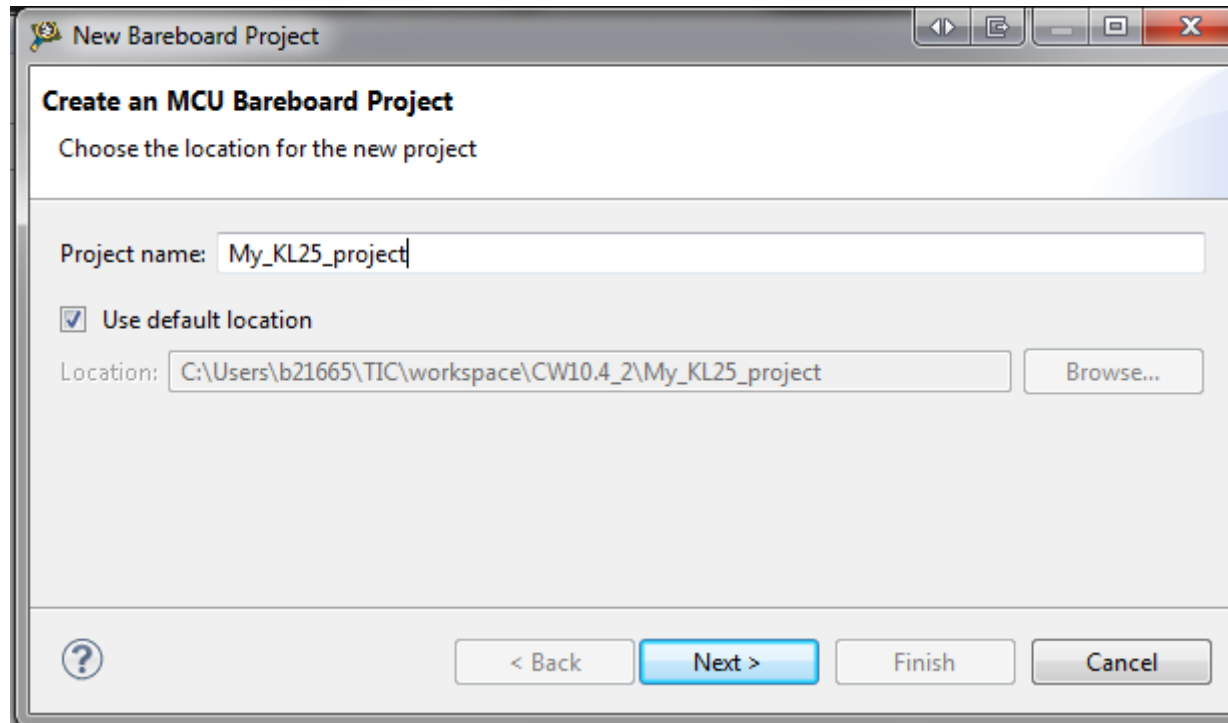 New Bareboard Project
Create an MCU Bareboard Project
Choose the location for the new project
Project name: My_KL25_project
Use default location
Location: C:\Users\b21665\TIC\workspace\CW10.4_2\My_KL25_project Browse...
? < Back Next > Finish Cancel